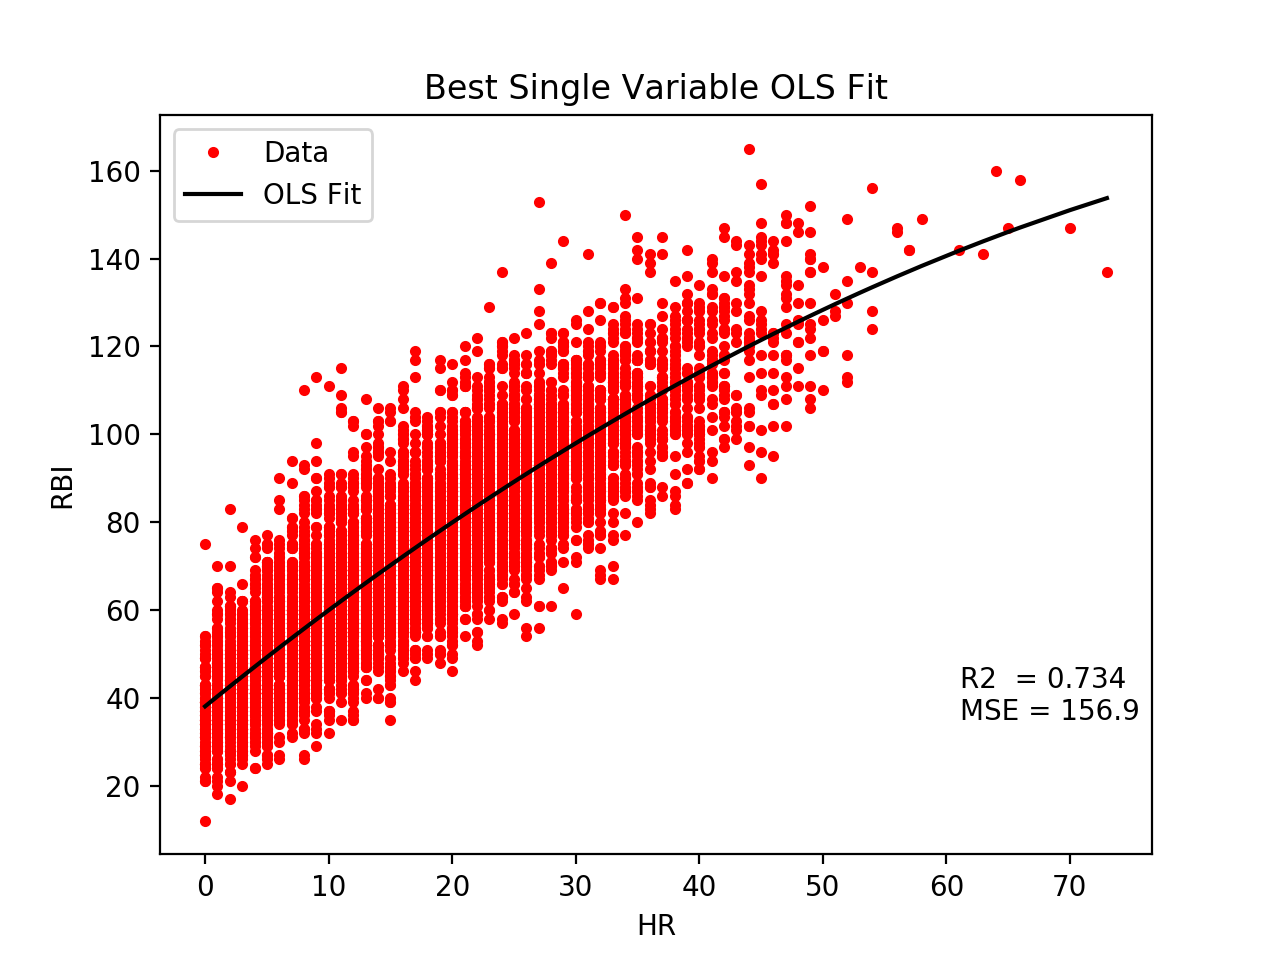 Best Single Variable OLS Fit
Data
OLS Fit
160
140
120
100
80
60
40
20
RBI
R2  = 0.734
MSE = 156.9
0 10 20 30 40 50 60 70
HR